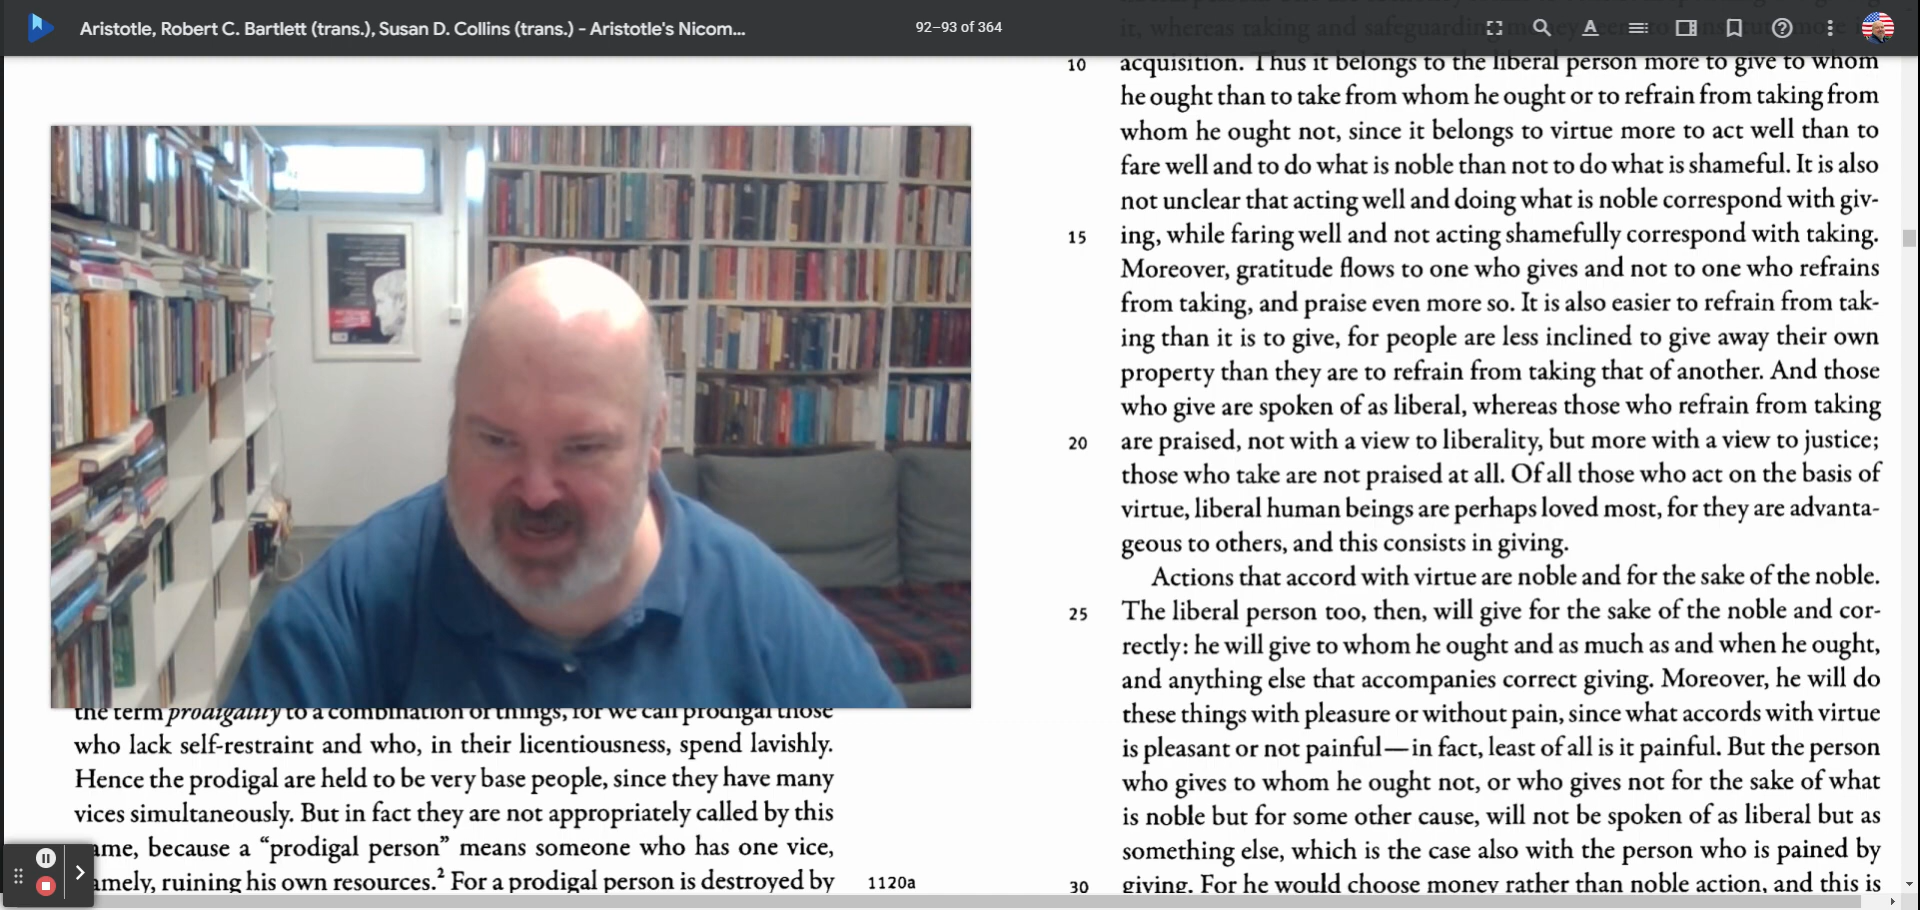 Aristotle, Robert C. Bartlett (trans.), Susan D. Collins (trans.) - Aristotle's Nicom...
92–93 of 364
it, whereas taking and safeguarding
10 acquisition. Thus it belongs to the liberal person more to give to whom
he ought than to take from whom he ought or to refrain from taking from
whom he ought not, since it belongs to virtue more to act well than to
fare well and to do what is noble than not to do what is shameful. It is also
not unclear that acting well and doing what is noble correspond with giv-
15 ing, while faring well and not acting shamefully correspond with taking.
Moreover, gratitude flows to one who gives and not to one who refrains
from taking, and praise even more so. It is also easier to refrain from tak-
ing than it is to give, for people are less inclined to give away their own
property than they are to refrain from taking that of another. And those
who give are spoken of as liberal, whereas those who refrain from taking
20 are praised, not with a view to liberality, but more with a view to justice;
those who take are not praised at all. Of all those who act on the basis of
virtue, liberal human beings are perhaps loved most, for they are advanta-
geous to others, and this consists in giving.
Actions that accord with virtue are noble and for the sake of the noble.
25 The liberal person too, then, will give for the sake of the noble and cor-
rectly: he will give to whom he ought and as much as and when he ought,
and anything else that accompanies correct giving. Moreover, he will do
these things with pleasure or without pain, since what accords with virtue
is pleasant or not painful—in fact, least of all is it painful. But the person
who gives to whom he ought not, or who gives not for the sake of what
is noble but for some other cause, will not be spoken of as liberal but as
something else, which is the case also with the person who is pained by
30 giving. For he would choose money rather than noble action, and this is
the term prodigality to a combination of things, for we call prodigal those
who lack self-restraint and who, in their licentiousness, spend lavishly.
Hence the prodigal are held to be very base people, since they have many
vices simultaneously. But in fact they are not appropriately called by this
ame, because a “prodigal person” means someone who has one vice,
amely, ruining his own resources.² For a prodigal person is destroyed by 1120a